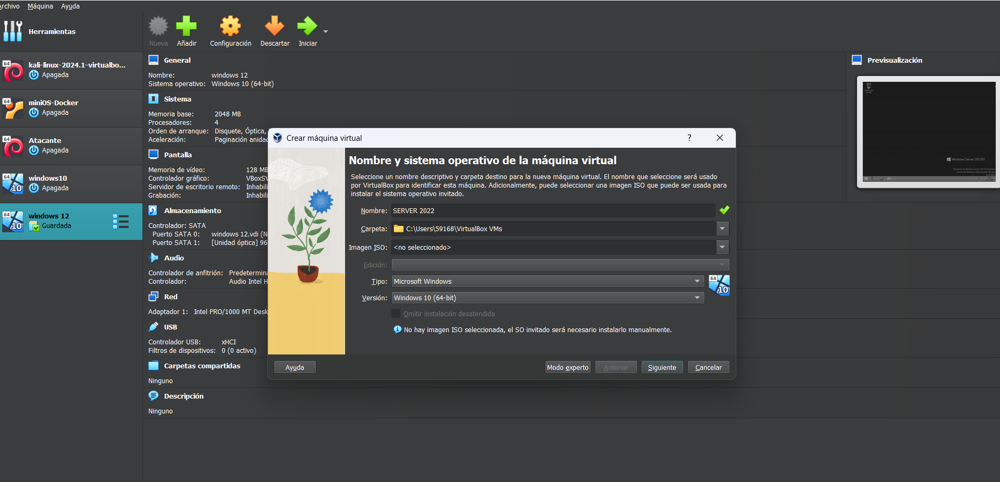 Archivo Máquina Ayuda
Herramientas
Nueva Añadir Configuración Descartar Iniciar
64 kali-linux-2024.1-virtualbo...
Apagada
64 miniOS-Docker
Apagada
64 Atacante
Apagada
64 10 windows10
Apagada
64 10 windows 12
Guardada
General
Nombre: windows 12
Sistema operativo: Windows 10 (64-bit)
Sistema
Memoria base: 2048 MB
Procesadores: 4
Orden de arranque: Disquete, Óptica,
Aceleración: Paginación anidad
Pantalla
Memoria de vídeo: 128 MB
Controlador gráfico: VBoxSV
Servidor de escritorio remoto: Inhabili
Grabación: Inhabili
Almacenamiento
Controlador: SATA
Puerto SATA 0: windows 12.vdi (N
Puerto SATA 1: [Unidad óptica] 96
Audio
Controlador de anfitrión: Predetermina
Controlador: Audio Intel H
Red
Adaptador 1: Intel PRO/1000 MT Desk
USB
Controlador USB: xHCI
Filtros de dispositivos: 0 (0 activo)
Carpetas compartidas
Ninguno
Descripción
Ninguno
Previsualización
Windows Server 2012 R2
Crear máquina virtual ?
Nombre y sistema operativo de la máquina virtual
Seleccione un nombre descriptivo y carpeta destino para la nueva máquina virtual. El nombre que seleccione será usado
por VirtualBox para identificar esta máquina. Adicionalmente, puede seleccionar una imagen ISO que puede ser usada para
instalar el sistema operativo invitado.
Nombre: SERVER 2022
Carpeta: C:\Users\59168\VirtualBox VMs
Imagen ISO: <no seleccionado>
Edición:
Tipo: Microsoft Windows
Versión: Windows 10 (64-bit)
64 10
Omitir instalación desatendida
No hay imagen ISO seleccionada, el SO invitado será necesario instalarlo manualmente.
Ayuda Modo experto Anterior Siguiente Cancelar